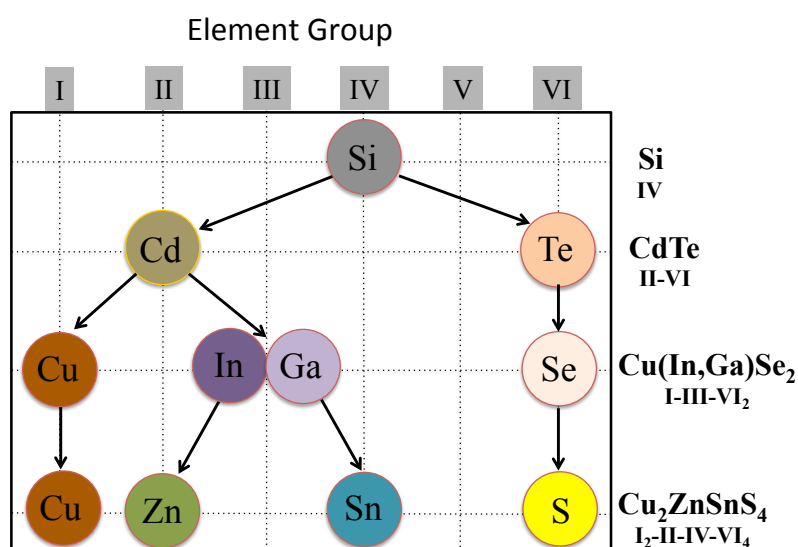 Element Group
I II III IV V VI
Si Si
IV
Cd Te CdTe
II-VI
Cu In Ga Se Cu(In,Ga)Se₂
I-III-VI₂
Cu Zn Sn S Cu₂ZnSnS₄
I₂-II-IV-VI₄